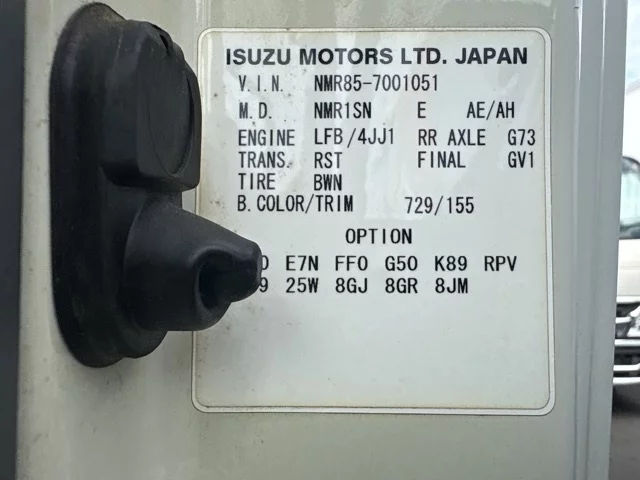 ISUZU MOTORS LTD. JAPAN
V.I.N. NMR85-7001051
M.D. NMR1SN E AE/AH
ENGINE LFB/4JJ1 RR AXLE G73
TRANS. RST FINAL GV1
TIRE BWN
B.COLOR/TRIM 729/155
OPTION
E7N FF0 G50 K89 RPV
25W 8GJ 8GR 8JM